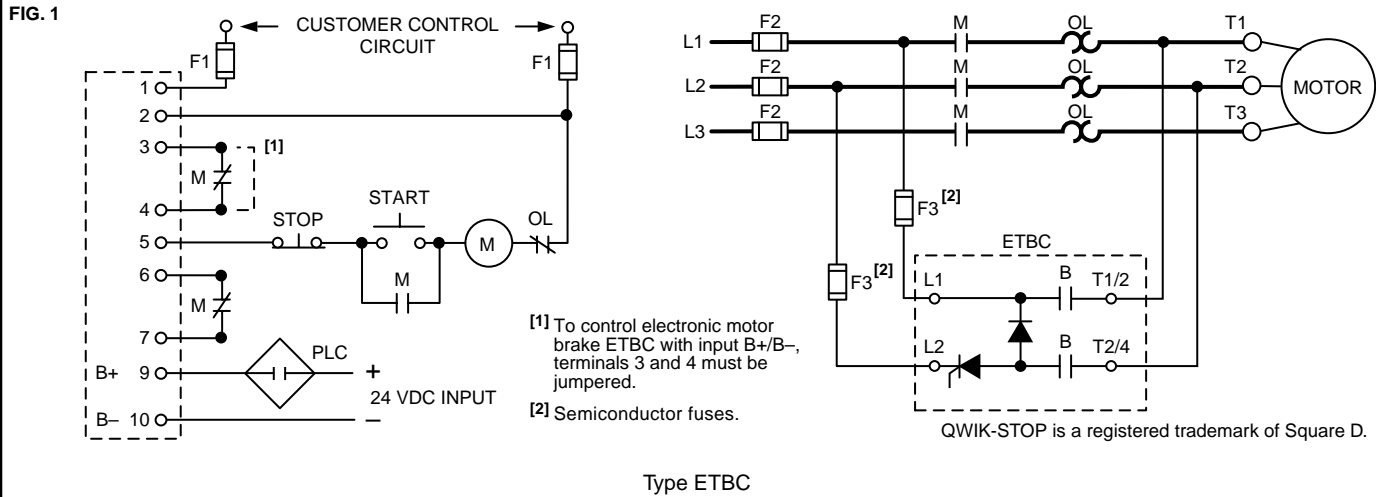 FIG. 1
CUSTOMER CONTROL
CIRCUIT
F1
F1
1
2
3
[1]
M
4
START
STOP
OL
5
M
6
M
M
7
PLC
B+ 9
+
24 VDC INPUT
B– 10
–
[1] To control electronic motor
brake ETBC with input B+/B–,
terminals 3 and 4 must be
jumpered.
[2] Semiconductor fuses.
F2
M
OL
T1
L1
F2
M
OL
T2
L2
MOTOR
F2
M
OL
T3
L3
F3 [2]
ETBC
F3 [2]
L1
B
T1/2
L2
B
T2/4
QWIK-STOP is a registered trademark of Square D.
Type ETBC